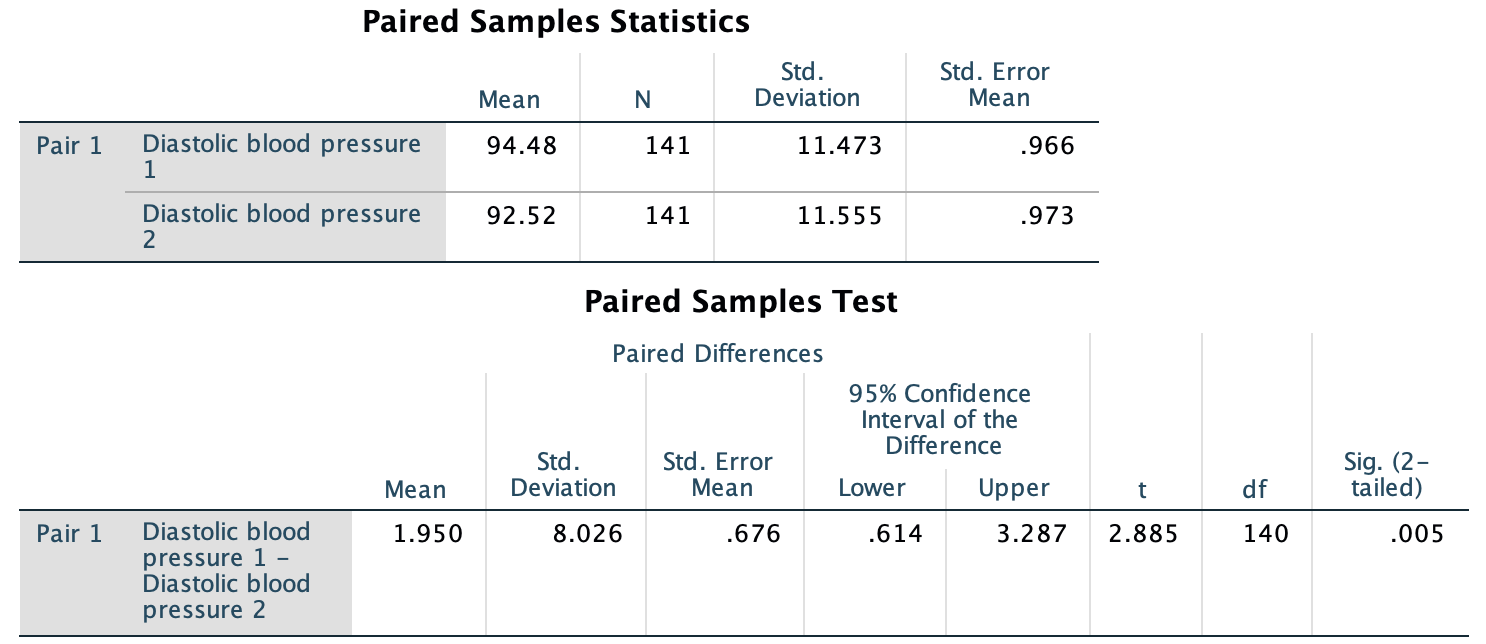 Paired Samples Statistics
Mean N Std. Deviation Std. Error Mean
Pair 1 Diastolic blood pressure 1 94.48 141 11.473 .966
Diastolic blood pressure 2 92.52 141 11.555 .973
Paired Samples Test
Paired Differences
95% Confidence Interval of the Difference
Mean Std. Deviation Std. Error Mean Lower Upper t df Sig. (2-tailed)
Pair 1 Diastolic blood pressure 1 – Diastolic blood pressure 2 1.950 8.026 .676 .614 3.287 2.885 140 .005